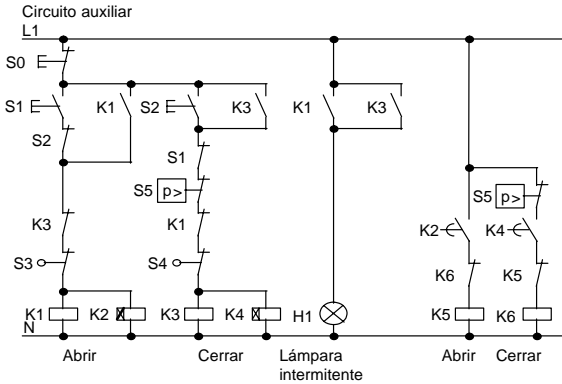 Circuito auxiliar
L1
S0
S1 K1 S2 K3 K1 K3
S2
S1
S5 p> S5 p>
K3 K1 K2 K4
S3 S4 K6 K5
K1 K2 K3 K4 H1 K5 K6
N
Abrir Cerrar Lámpara Abrir Cerrar
intermitente